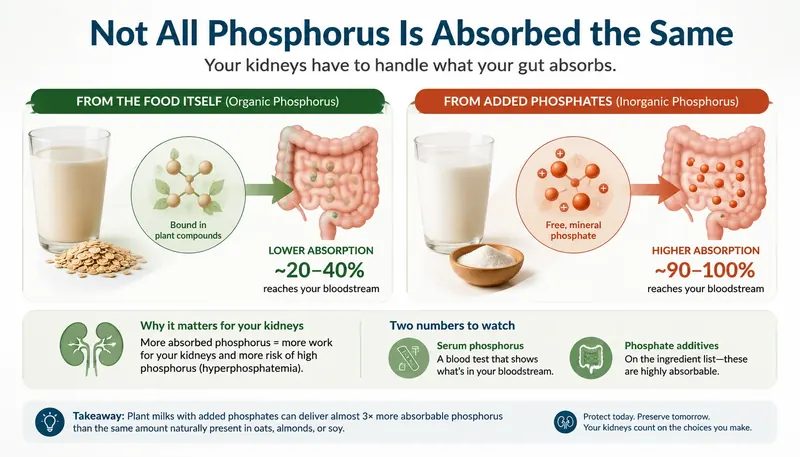 Not All Phosphorus Is Absorbed the Same
Your kidneys have to handle what your gut absorbs.
FROM THE FOOD ITSELF (Organic Phosphorus)
Bound in
plant compounds
LOWER ABSORPTION
~20–40%
reaches your bloodstream
FROM ADDED PHOSPHATES (Inorganic Phosphorus)
Free, mineral
phosphate
HIGHER ABSORPTION
~90–100%
reaches your bloodstream
Why it matters for your kidneys
More absorbed phosphorus = more work
for your kidneys and more risk of high
phosphorus (hyperphosphatemia).
Two numbers to watch
Serum phosphorus
A blood test that shows
what's in your bloodstream.
Phosphate additives
On the ingredient list—these
are highly absorbable.
Takeaway: Plant milks with added phosphates can deliver almost 3× more absorbable phosphorus
than the same amount naturally present in oats, almonds, or soy.
Protect today. Preserve tomorrow.
Your kidneys count on the choices you make.